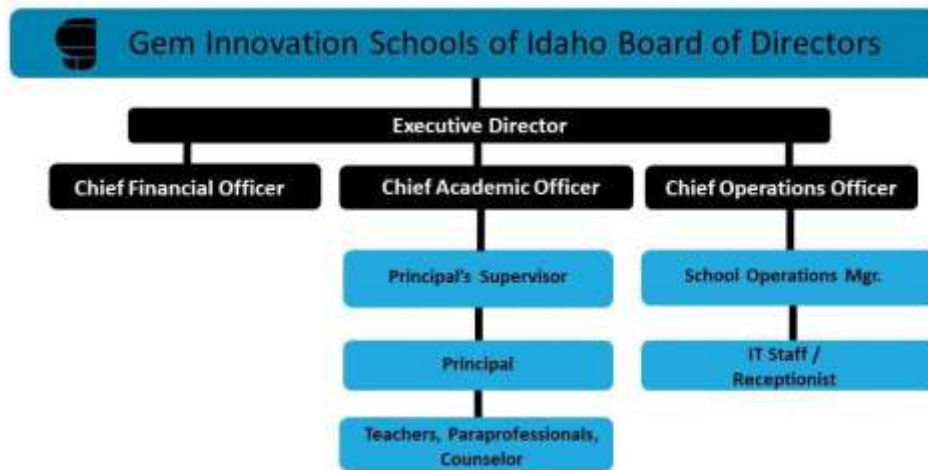 Gem Innovation Schools of Idaho Board of Directors
Executive Director
Chief Financial Officer
Chief Academic Officer
Chief Operations Officer
Principal's Supervisor
School Operations Mgr.
Principal
IT Staff /
Receptionist
Teachers, Paraprofessionals,
Counselor